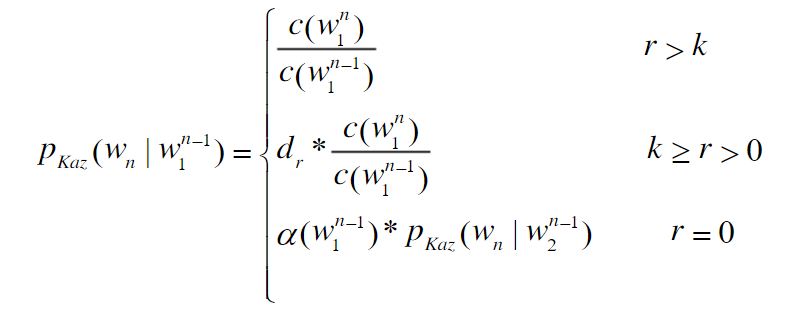 c(w_1^n) / c(w_1^{n-1})    r > k
p_{Kaz}(w_n | w_1^{n-1}) = { d_r * c(w_1^n) / c(w_1^{n-1})    k ≥ r > 0
α(w_1^{n-1}) * p_{Kaz}(w_n | w_2^{n-1})    r = 0